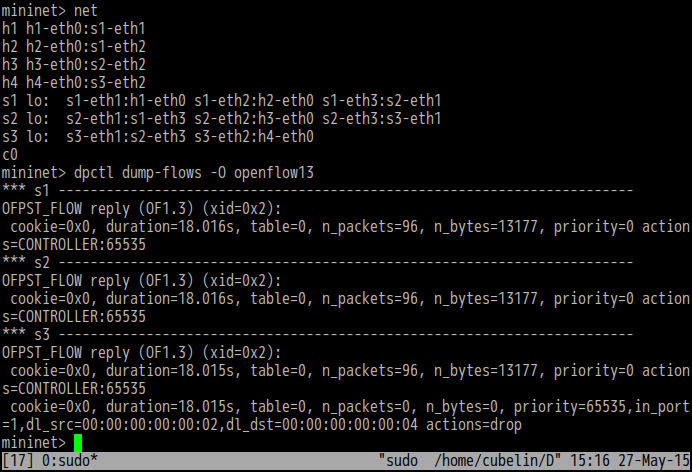 mininet> net
h1 h1-eth0:s1-eth1
h2 h2-eth0:s1-eth2
h3 h3-eth0:s2-eth2
h4 h4-eth0:s3-eth2
s1 lo:  s1-eth1:h1-eth0 s1-eth2:h2-eth0 s1-eth3:s2-eth1
s2 lo:  s2-eth1:s1-eth3 s2-eth2:h3-eth0 s2-eth3:s3-eth1
s3 lo:  s3-eth1:s2-eth3 s3-eth2:h4-eth0
c0
mininet> dpctl dump-flows -O openflow13
*** s1 ------------------------------------------------------------------------
OFPST_FLOW reply (OF1.3) (xid=0x2):
 cookie=0x0, duration=18.016s, table=0, n_packets=96, n_bytes=13177, priority=0 action
s=CONTROLLER:65535
*** s2 ------------------------------------------------------------------------
OFPST_FLOW reply (OF1.3) (xid=0x2):
 cookie=0x0, duration=18.016s, table=0, n_packets=96, n_bytes=13177, priority=0 action
s=CONTROLLER:65535
*** s3 ------------------------------------------------------------------------
OFPST_FLOW reply (OF1.3) (xid=0x2):
 cookie=0x0, duration=18.015s, table=0, n_packets=96, n_bytes=13177, priority=0 action
s=CONTROLLER:65535
 cookie=0x0, duration=18.015s, table=0, n_packets=0, n_bytes=0, priority=65535,in_port
=1,dl_src=00:00:00:00:00:02,dl_dst=00:00:00:00:00:04 actions=drop
mininet>
[17] 0:sudo* "sudo  /home/cubelin/D" 15:16 27-May-15